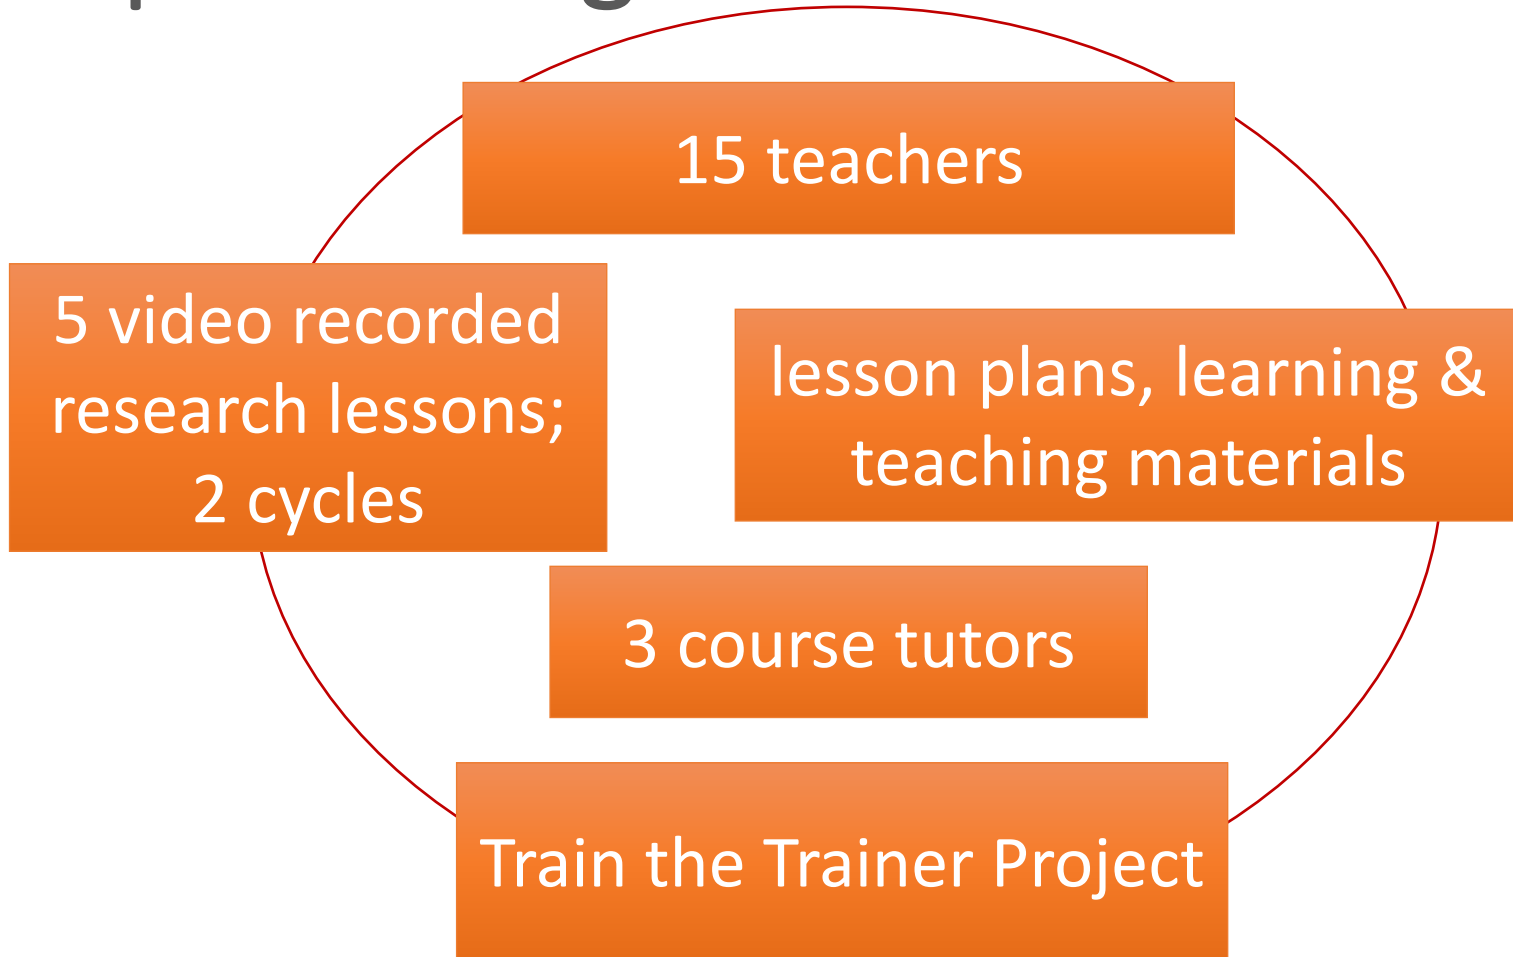 15 teachers
5 video recorded
research lessons;
2 cycles
lesson plans, learning &
teaching materials
3 course tutors
Train the Trainer Project